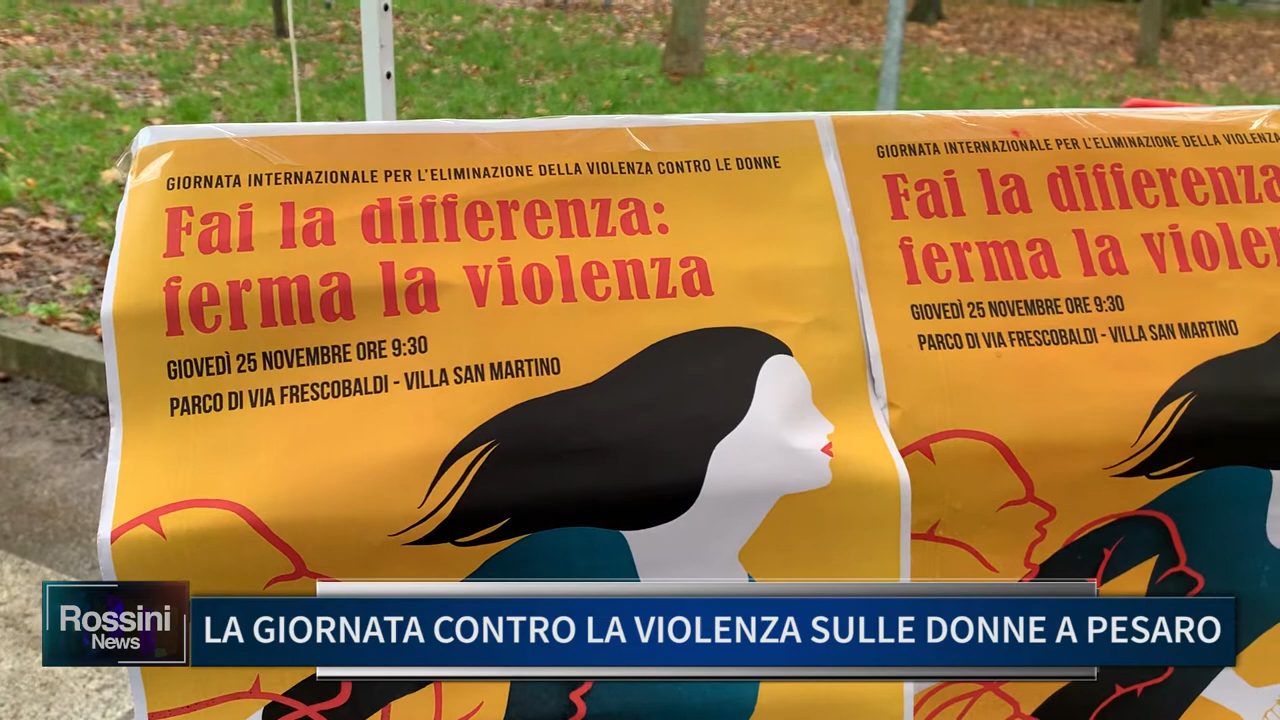 GIORNATA INTERNAZIONALE PER L'ELIMINAZIONE DELLA VIOLENZA CONTRO LE DONNE
Fai la differenza:
ferma la violenza
GIOVEDÌ 25 NOVEMBRE ORE 9:30
PARCO DI VIA FRESCOBALDI - VILLA SAN MARTINO
GIORNATA INTERNAZIONALE PER L'ELIMINAZIONE DELLA VIOLENZA
Fai la differenza
ferma la violen
GIOVEDÌ 25 NOVEMBRE ORE 9:30
PARCO DI VIA FRESCOBALDI - VILLA SAN MARTINO
Rossini
News
LA GIORNATA CONTRO LA VIOLENZA SULLE DONNE A PESARO